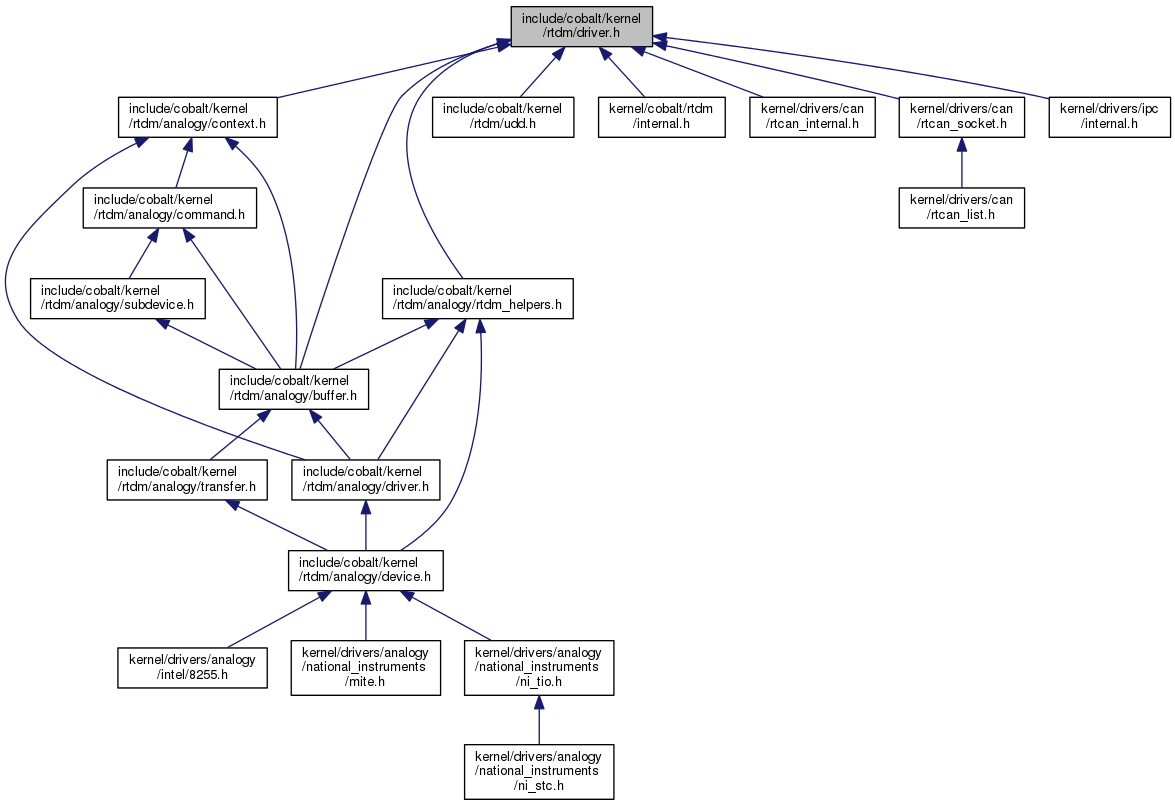 include/cobalt/kernel
/rtdm/driver.h
include/cobalt/kernel
/rtdm/analogy/context.h
include/cobalt/kernel
/rtdm/udd.h
kernel/cobalt/rtdm
/internal.h
kernel/drivers/can
/rtcan_internal.h
kernel/drivers/can
/rtcan_socket.h
kernel/drivers/ipc
/internal.h
include/cobalt/kernel
/rtdm/analogy/command.h
kernel/drivers/can
/rtcan_list.h
include/cobalt/kernel
/rtdm/analogy/subdevice.h
include/cobalt/kernel
/rtdm/analogy/rtdm_helpers.h
include/cobalt/kernel
/rtdm/analogy/buffer.h
include/cobalt/kernel
/rtdm/analogy/transfer.h
include/cobalt/kernel
/rtdm/analogy/driver.h
include/cobalt/kernel
/rtdm/analogy/device.h
kernel/drivers/analogy
/intel/8255.h
kernel/drivers/analogy
/national_instruments
/mite.h
kernel/drivers/analogy
/national_instruments
/ni_tio.h
kernel/drivers/analogy
/national_instruments
/ni_stc.h